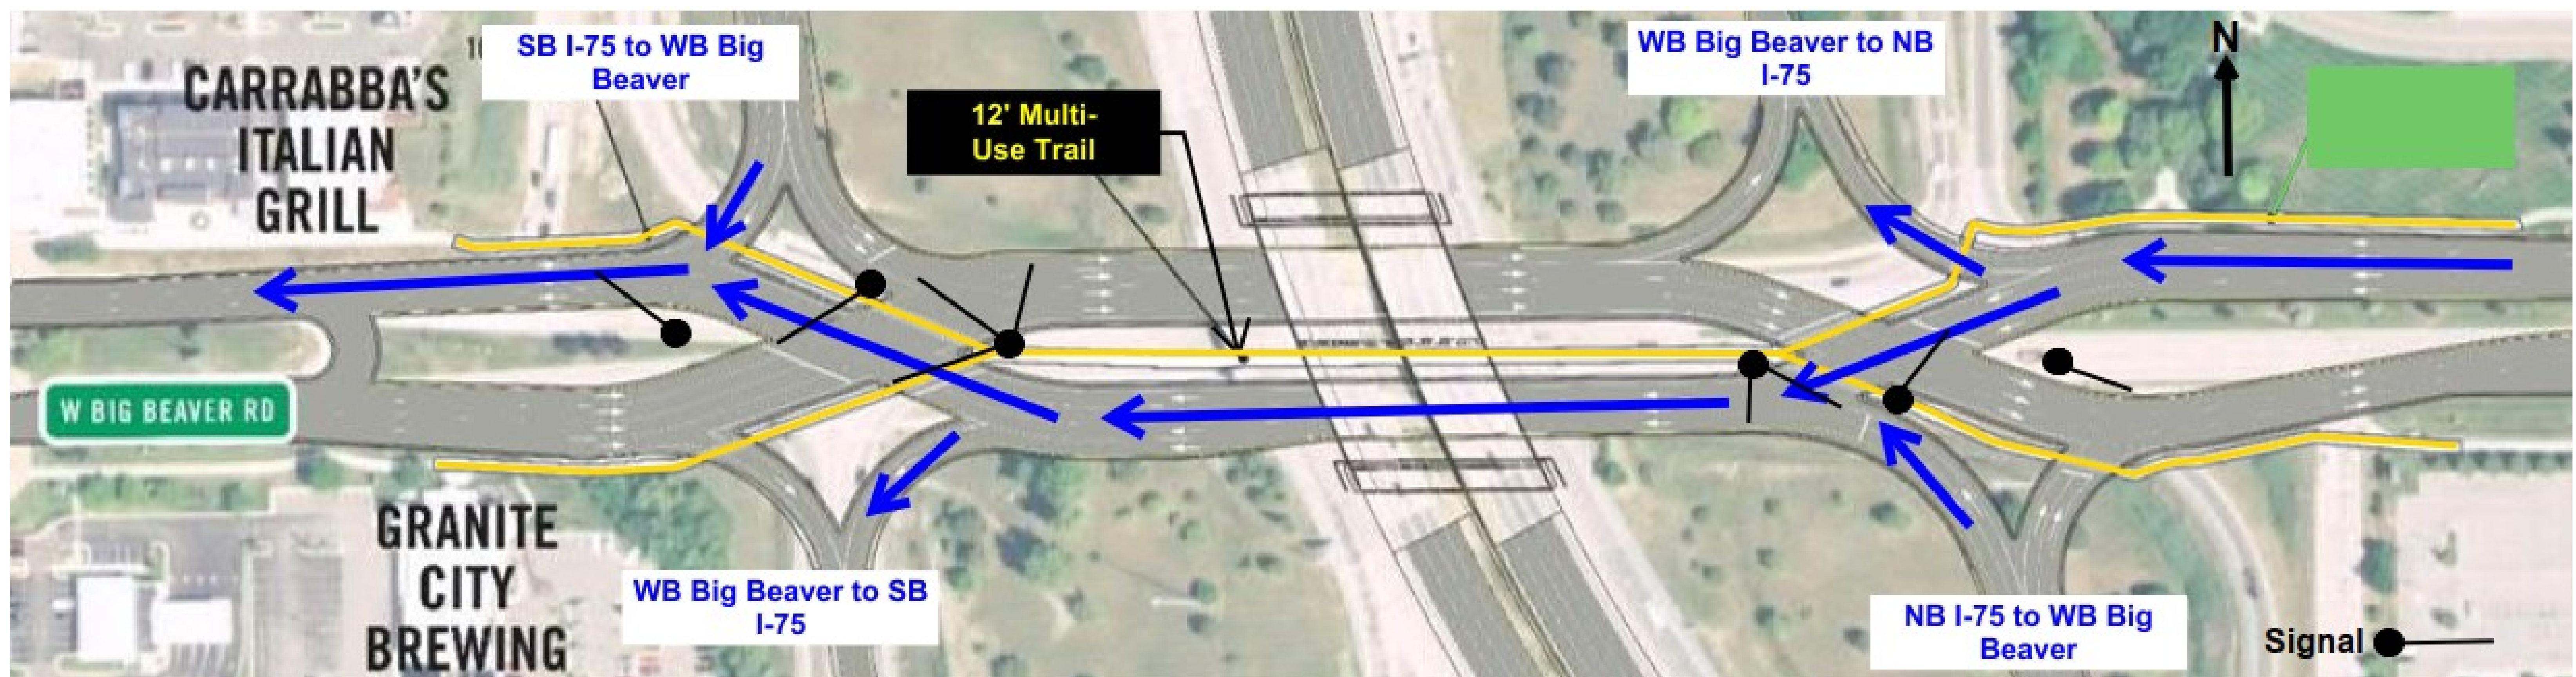 SB I-75 to WB Big
Beaver
CARRABBA'S
ITALIAN
GRILL
12' Multi-
Use Trail
WB Big Beaver to NB
I-75
N
W BIG BEAVER RD
GRANITE
CITY
BREWING
WB Big Beaver to SB
I-75
NB I-75 to WB Big
Beaver
Signal